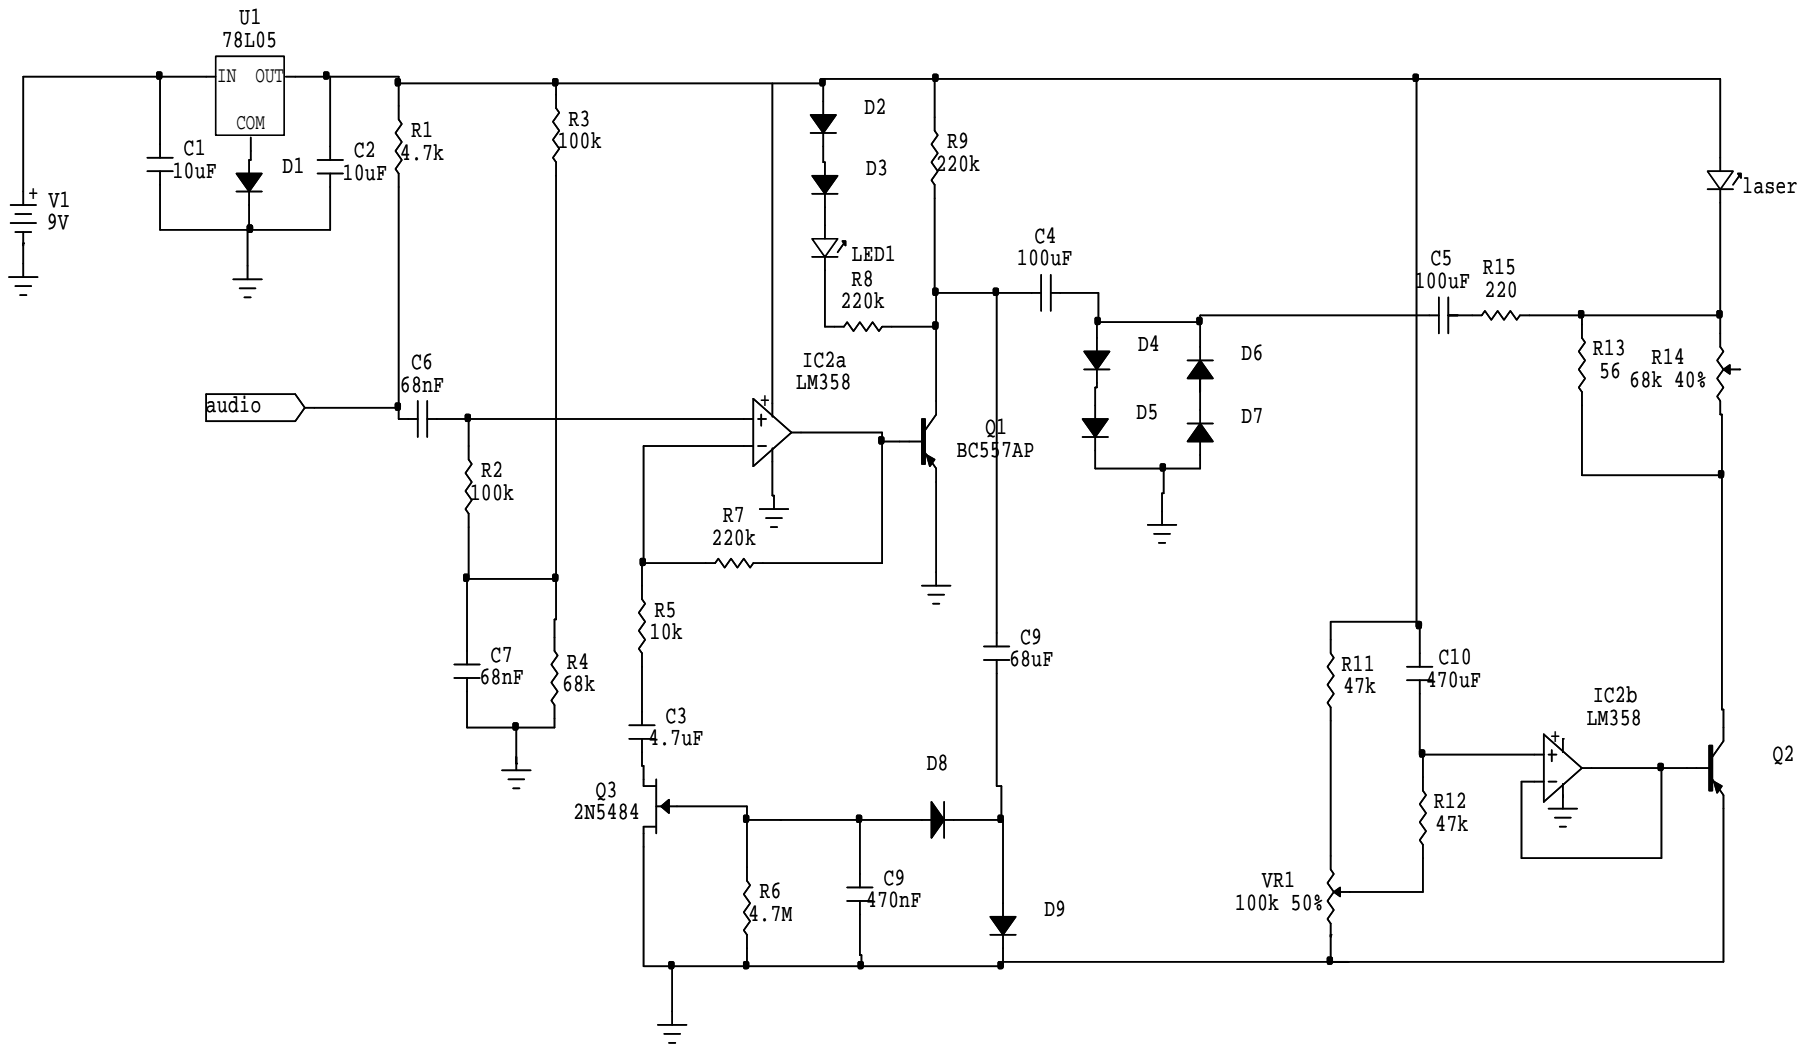 U1
78L05
IN OUT
COM
C1
10uF
D1
C2
10uF
+ V1
9V
R1
4.7k
R3
100k
D2
D3
LED1
R8
220k
R9
220k
C4
100uF
C5
100uF
R15
220
laser
D4
D5
D6
D7
R13
56
R14
68k 40%
audio
C6
68nF
IC2a
LM358
+
+
-
Q1
BC557AP
R2
100k
R7
220k
R5
10k
C7
68nF
R4
68k
C3
4.7uF
Q3
2N5484
D8
C9
68uF
R6
4.7M
C9
470nF
D9
R11
47k
C10
470uF
R12
47k
VR1
100k 50%
IC2b
LM358
+
+
-
Q2